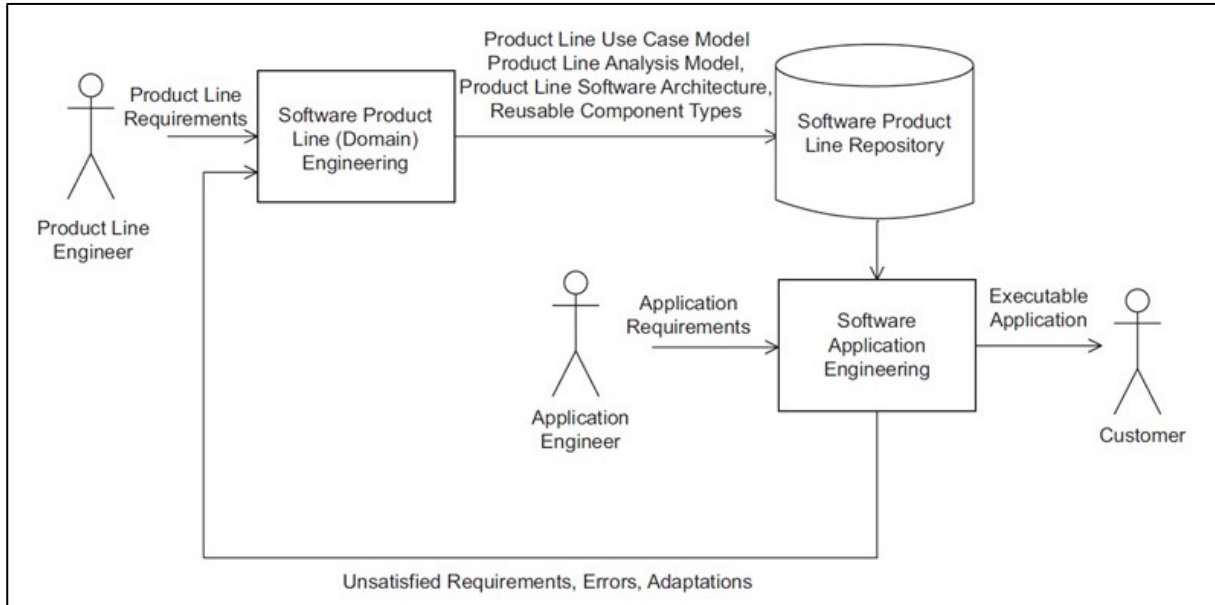 Product Line Use Case Model
Product Line Analysis Model,
Product Line Software Architecture,
Reusable Component Types
Product Line
Requirements
Software Product
Line (Domain)
Engineering
Software Product
Line Repository
Product Line
Engineer
Application
Requirements
Software
Application
Engineering
Executable
Application
Application
Engineer
Customer
Unsatisfied Requirements, Errors, Adaptations